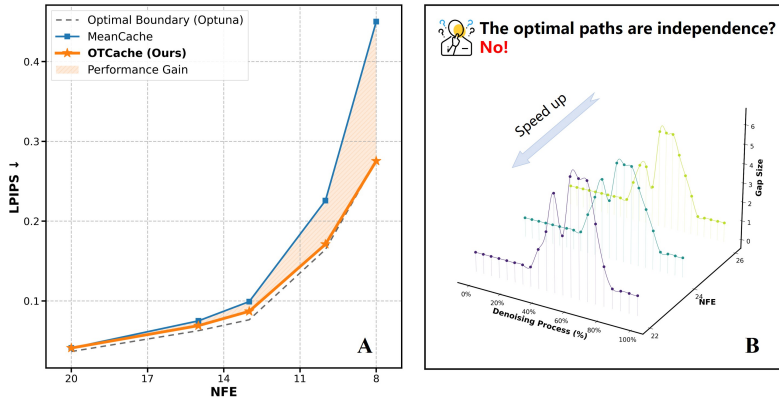 Optimal Boundary (Optuna)
MeanCache
OTCache (Ours)
Performance Gain
0.4
0.3
0.2
0.1
LPIPS ↓
20 17 14 11 8
NFE
A
? ? ? The optimal paths are independence?
No!
Speed up
6
5
4
3
2
1
0
Gap Size
26
24
22
NFE
0% 20% 40% 60% 80% 100%
Denoising Process (%)
B